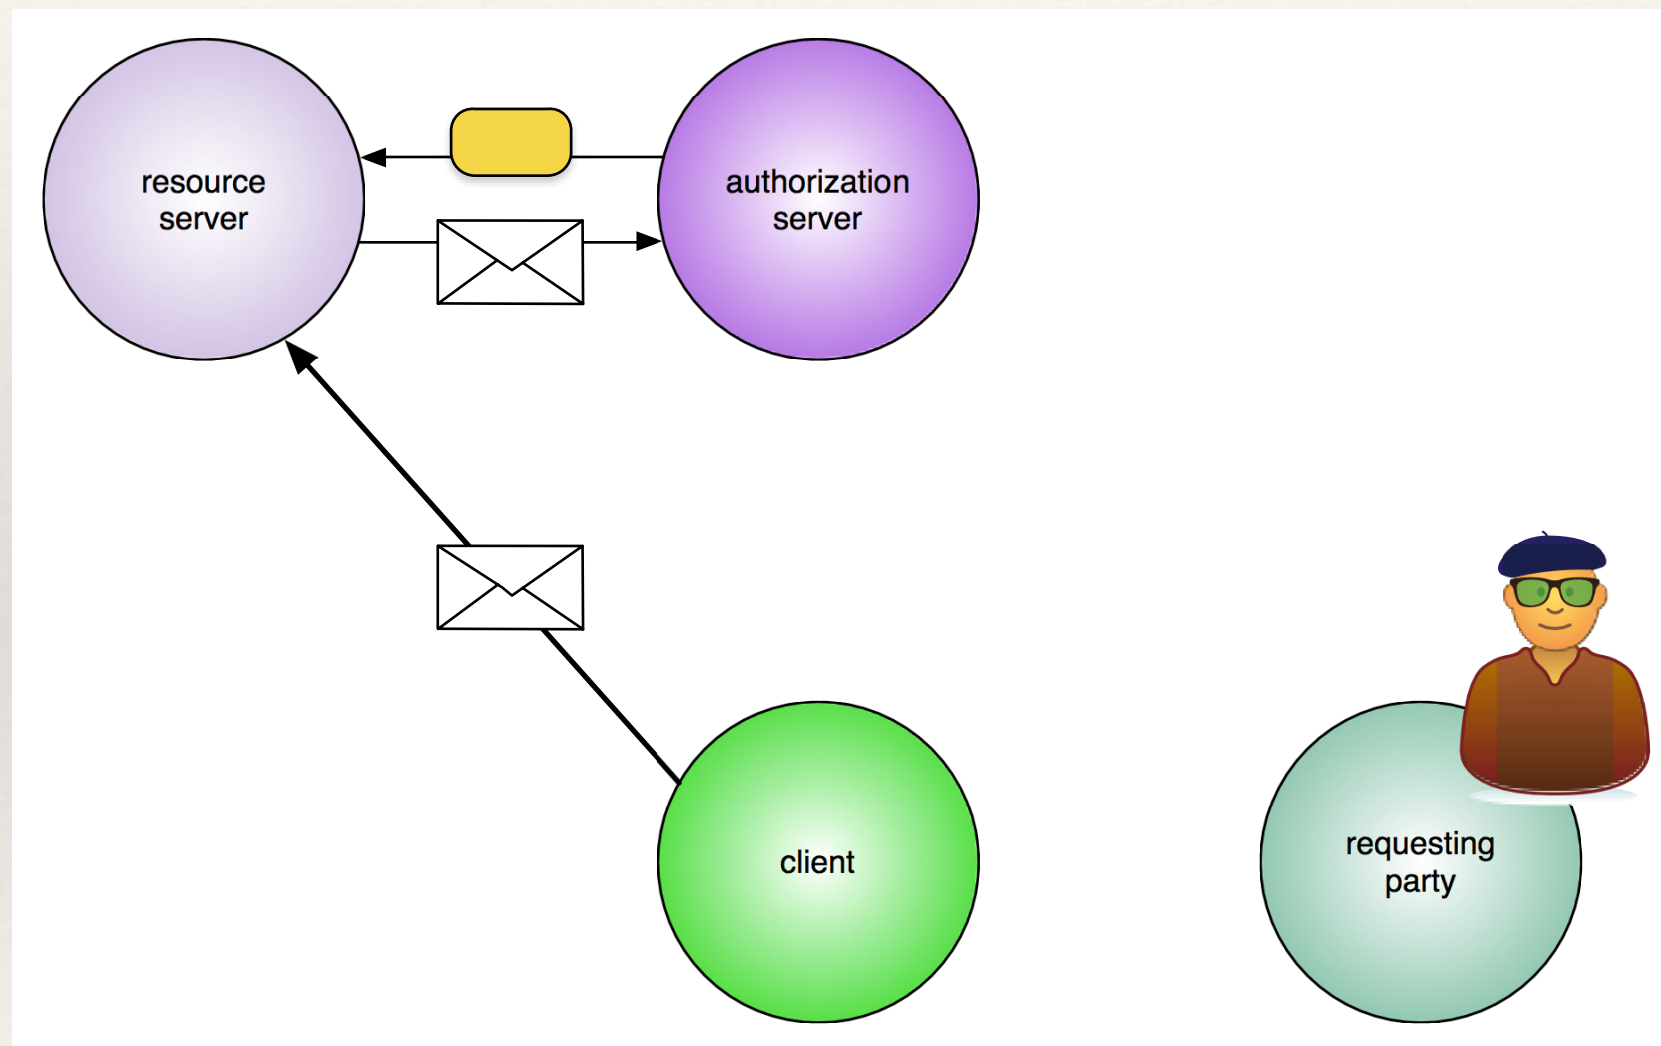 resource
server
authorization
server
client
requesting
party